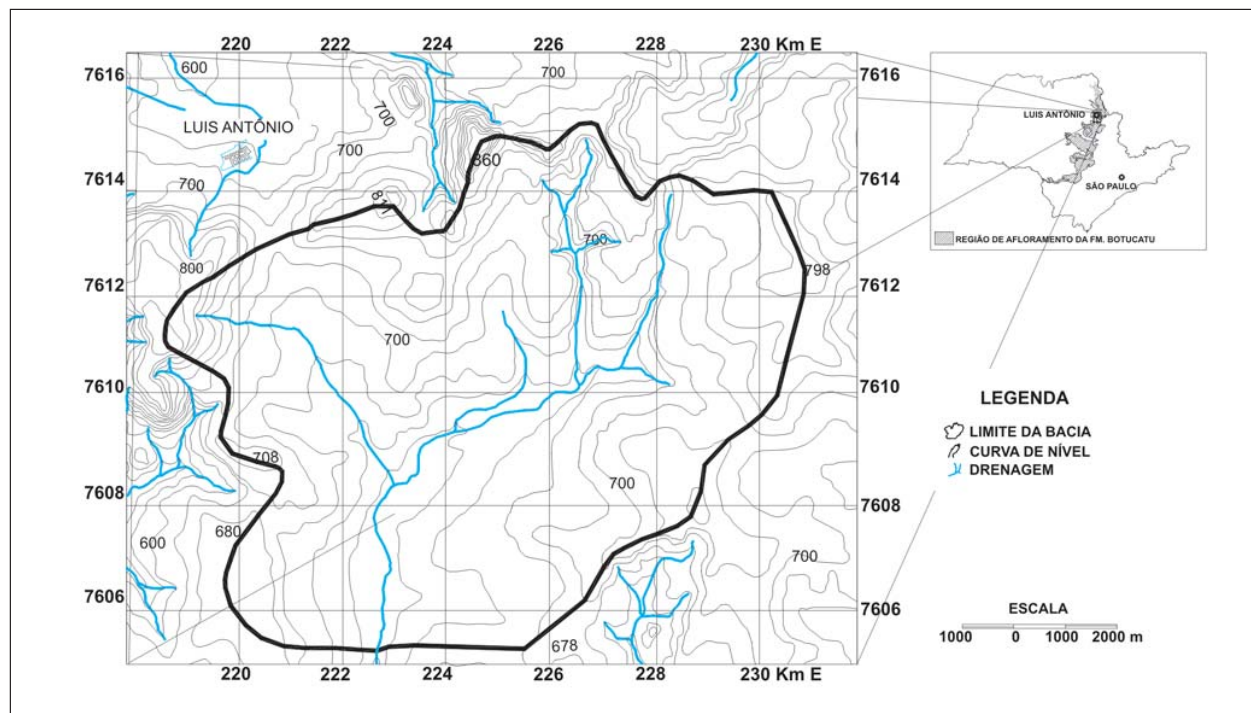 220 222 224 226 228 230 Km E
7616 600 700 7616
700
LUIS ANTÔNIO
700
860
7614 700 7614
811
700
800 798
7612 7612
700
7610 7610
708
700
7608 7608
680
600 700
7606 7606
678
220 222 224 226 228 230 Km E
LUIS ANTÔNIO
SÃO PAULO
REGIÃO DE AFLORAMENTO DA FM. BOTUCATU
LEGENDA
LIMITE DA BACIA
CURVA DE NÍVEL
DRENAGEM
ESCALA
1000 0 1000 2000 m